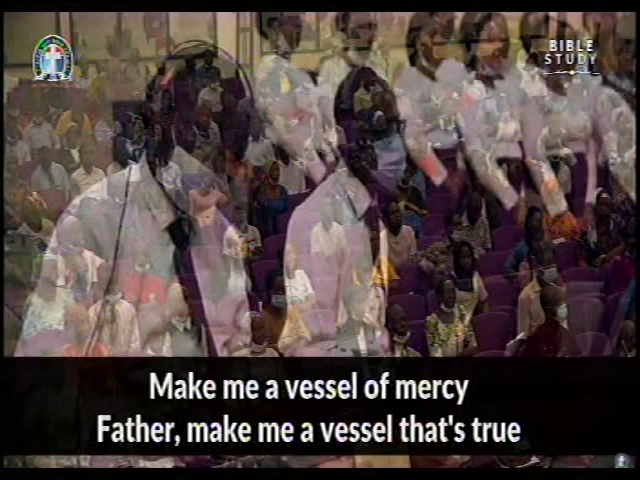 BIBLE
STUDY
Make me a vessel of mercy
Father, make me a vessel that's true